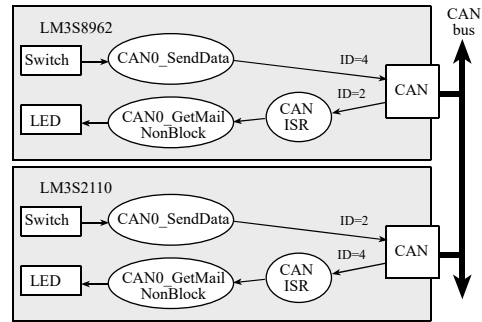 LM3S8962
CAN
bus
Switch
CAN0_SendData
ID=4
ID=2
CAN
LED
CAN0_GetMail
NonBlock
CAN
ISR
LM3S2110
Switch
CAN0_SendData
ID=2
ID=4
CAN
LED
CAN0_GetMail
NonBlock
CAN
ISR